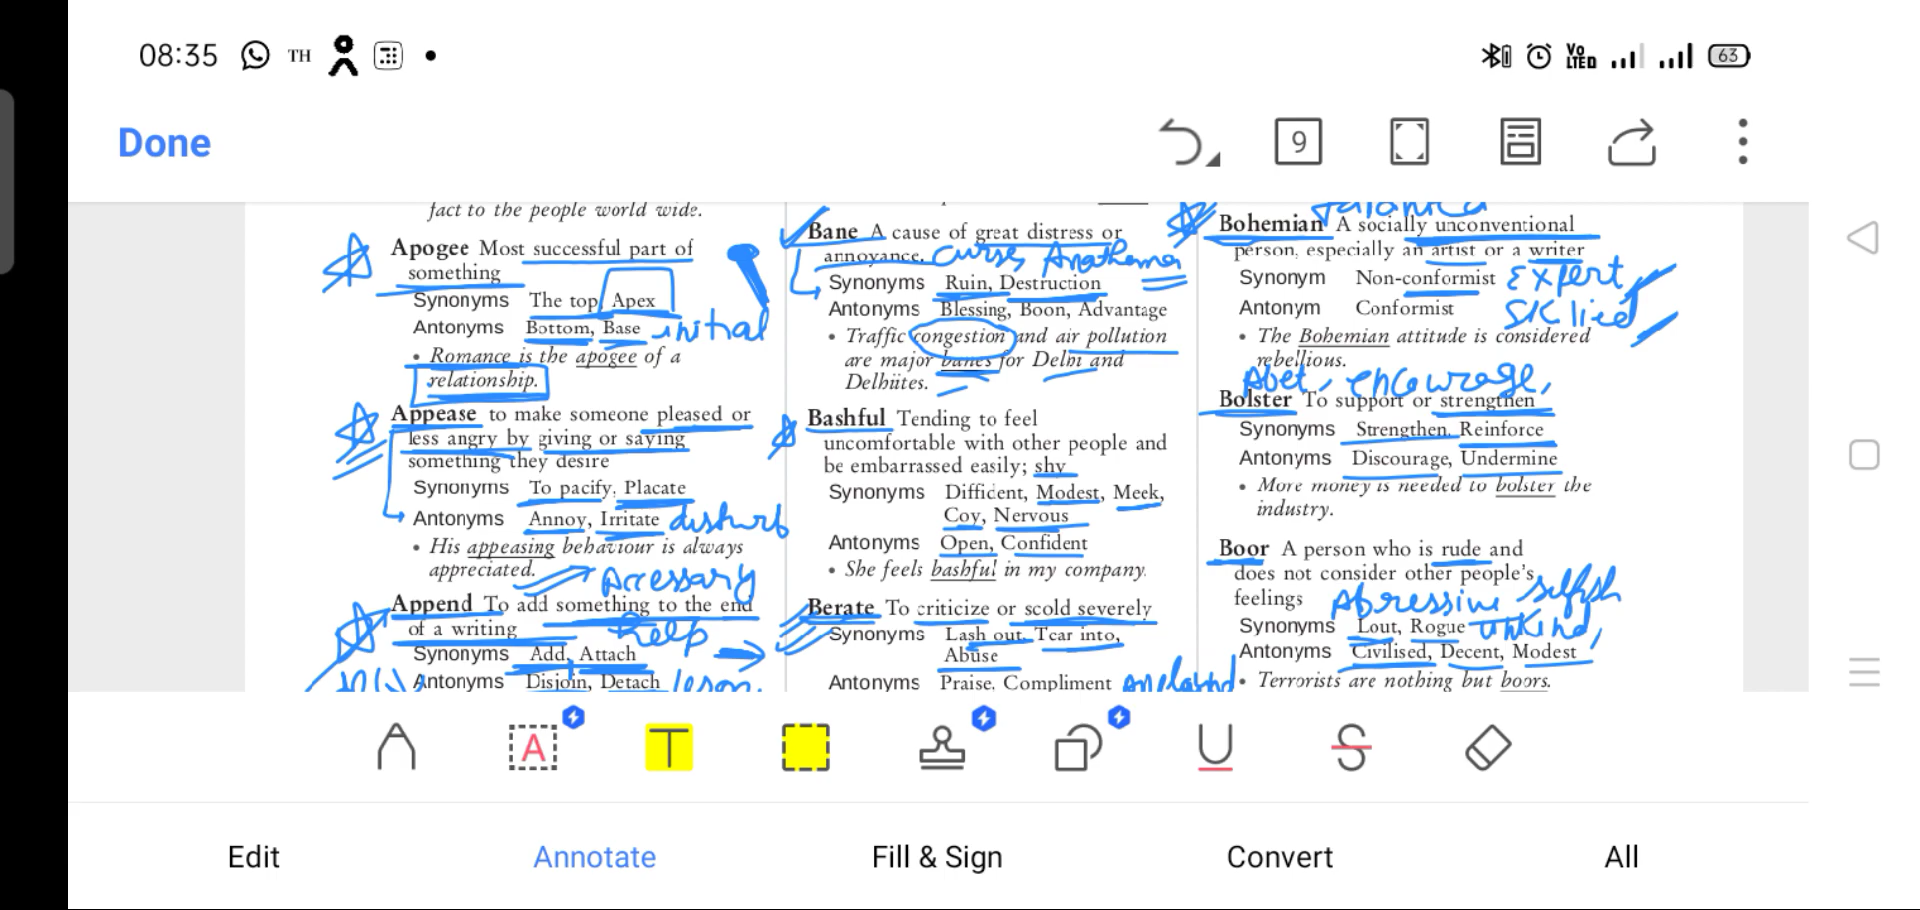 08:35 TH Vo LTED 63
Done 9
fact to the people world wide.
Apogee Most successful part of
something
Synonyms The top, Apex
Antonyms Bottom, Base initial
• Romance is the apogee of a
relationship.
Appease to make someone pleased or
less angry by giving or saying
something they desire
Synonyms To pacify, Placate
Antonyms Annoy, Irritate disturb
• His appeasing behaviour is always
appreciated.
Accessary
Append To add something to the end
of a writing help
Synonyms Add, Attach
Antonyms Disjoin, Detach
Bane A cause of great distress or
annoyance. curse, Anathema
Synonyms Ruin, Destruction
Antonyms Blessing, Boon, Advantage
• Traffic congestion and air pollution
are major banes for Delhi and
Delhiites.
Bashful Tending to feel
uncomfortable with other people and
be embarrassed easily; shy
Synonyms Diffident, Modest, Meek,
Coy, Nervous
Antonyms Open, Confident
• She feels bashful in my company.
Berate To criticize or scold severely
Synonyms Lash out, Tear into,
Abuse
Antonyms Praise, Compliment
Bohemian A socially unconventional
person, especially an artist or a writer
Synonym Non-conformist Expert
Antonym Conformist
• The Bohemian attitude is considered
rebellious.
Abet, encourage,
Bolster To support or strengthen
Synonyms Strengthen, Reinforce
Antonyms Discourage, Undermine
• More money is needed to bolster the
industry.
Boor A person who is rude and
does not consider other people's
feelings selfish
Synonyms Lout, Rogue unkind,
Antonyms Civilised, Decent, Modest
• Terrorists are nothing but boors.
A T U S
Edit Annotate Fill & Sign Convert All